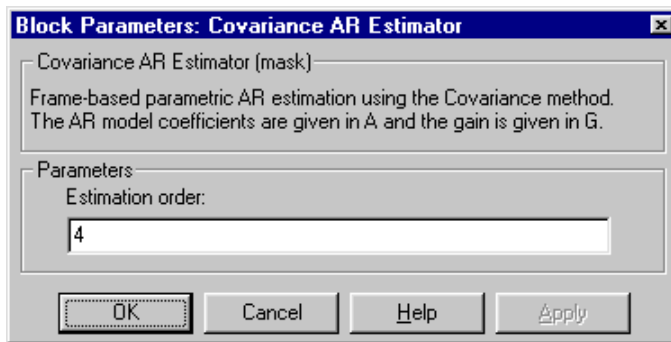 Block Parameters: Covariance AR Estimator
Covariance AR Estimator (mask)
Frame-based parametric AR estimation using the Covariance method.
The AR model coefficients are given in A and the gain is given in G.
Parameters
Estimation order:
4
OK Cancel Help Apply